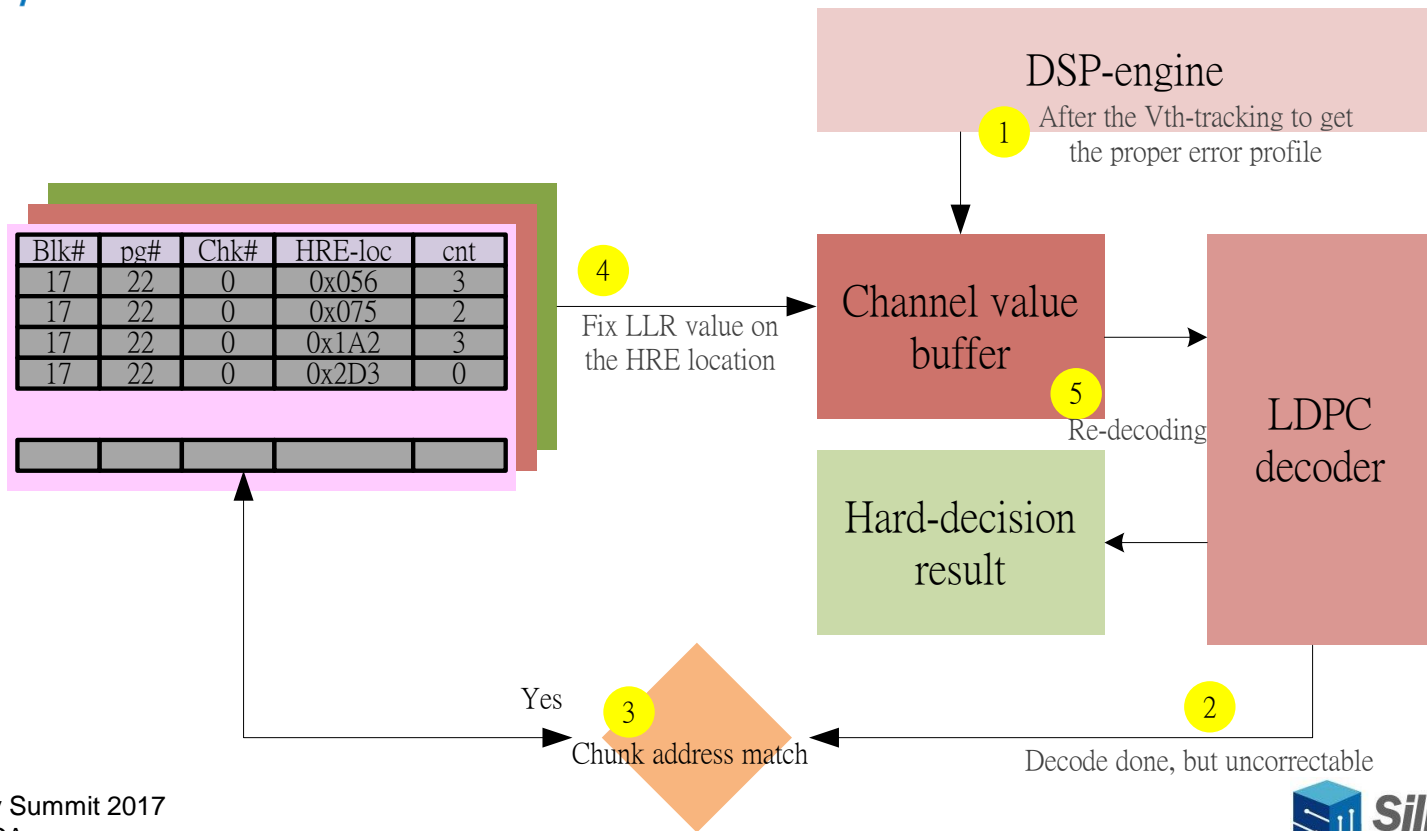 DSP-engine
1
After the Vth-tracking to get
the proper error profile
Blk# pg# Chk# HRE-loc cnt
17 22 0 0x056 3
17 22 0 0x075 2
17 22 0 0x1A2 3
17 22 0 0x2D3 0
4
Fix LLR value on
the HRE location
Channel value
buffer
5
Re-decoding
LDPC
decoder
Hard-decision
result
Yes
3
Chunk address match
2
Decode done, but uncorrectable
Summit 2017